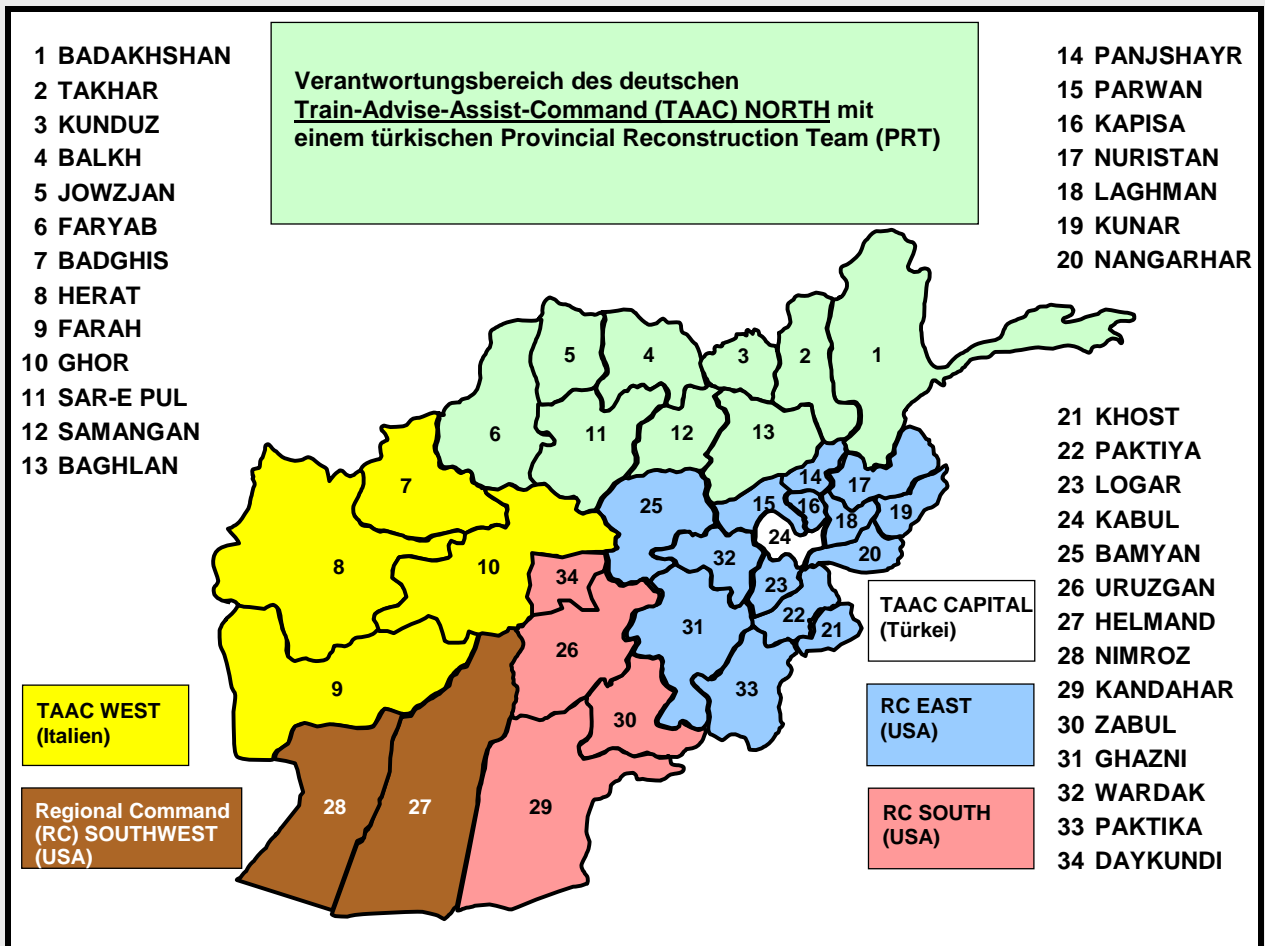 1 BADAKHSHAN
2 TAKHAR
3 KUNDUZ
4 BALKH
5 JOWZJAN
6 FARYAB
7 BADGHIS
8 HERAT
9 FARAH
10 GHOR
11 SAR-E PUL
12 SAMANGAN
13 BAGHLAN
Verantwortungsbereich des deutschen
Train-Advise-Assist-Command (TAAC) NORTH mit
einem türkischen Provincial Reconstruction Team (PRT)
14 PANJSHAYR
15 PARWAN
16 KAPISA
17 NURISTAN
18 LAGHMAN
19 KUNAR
20 NANGARHAR
21 KHOST
22 PAKTIYA
23 LOGAR
24 KABUL
25 BAMYAN
26 URUZGAN
27 HELMAND
28 NIMROZ
29 KANDAHAR
30 ZABUL
31 GHAZNI
32 WARDAK
33 PAKTIKA
34 DAYKUNDI
5
4
3
2
1
6
11
12
13
7
25
14
15
16
17
18
19
20
24
8
10
34
32
23
22
21
31
26
33
9
30
28
27
29
TAAC WEST
(Italien)
Regional Command
(RC) SOUTHWEST
(USA)
TAAC CAPITAL
(Türkei)
RC EAST
(USA)
RC SOUTH
(USA)